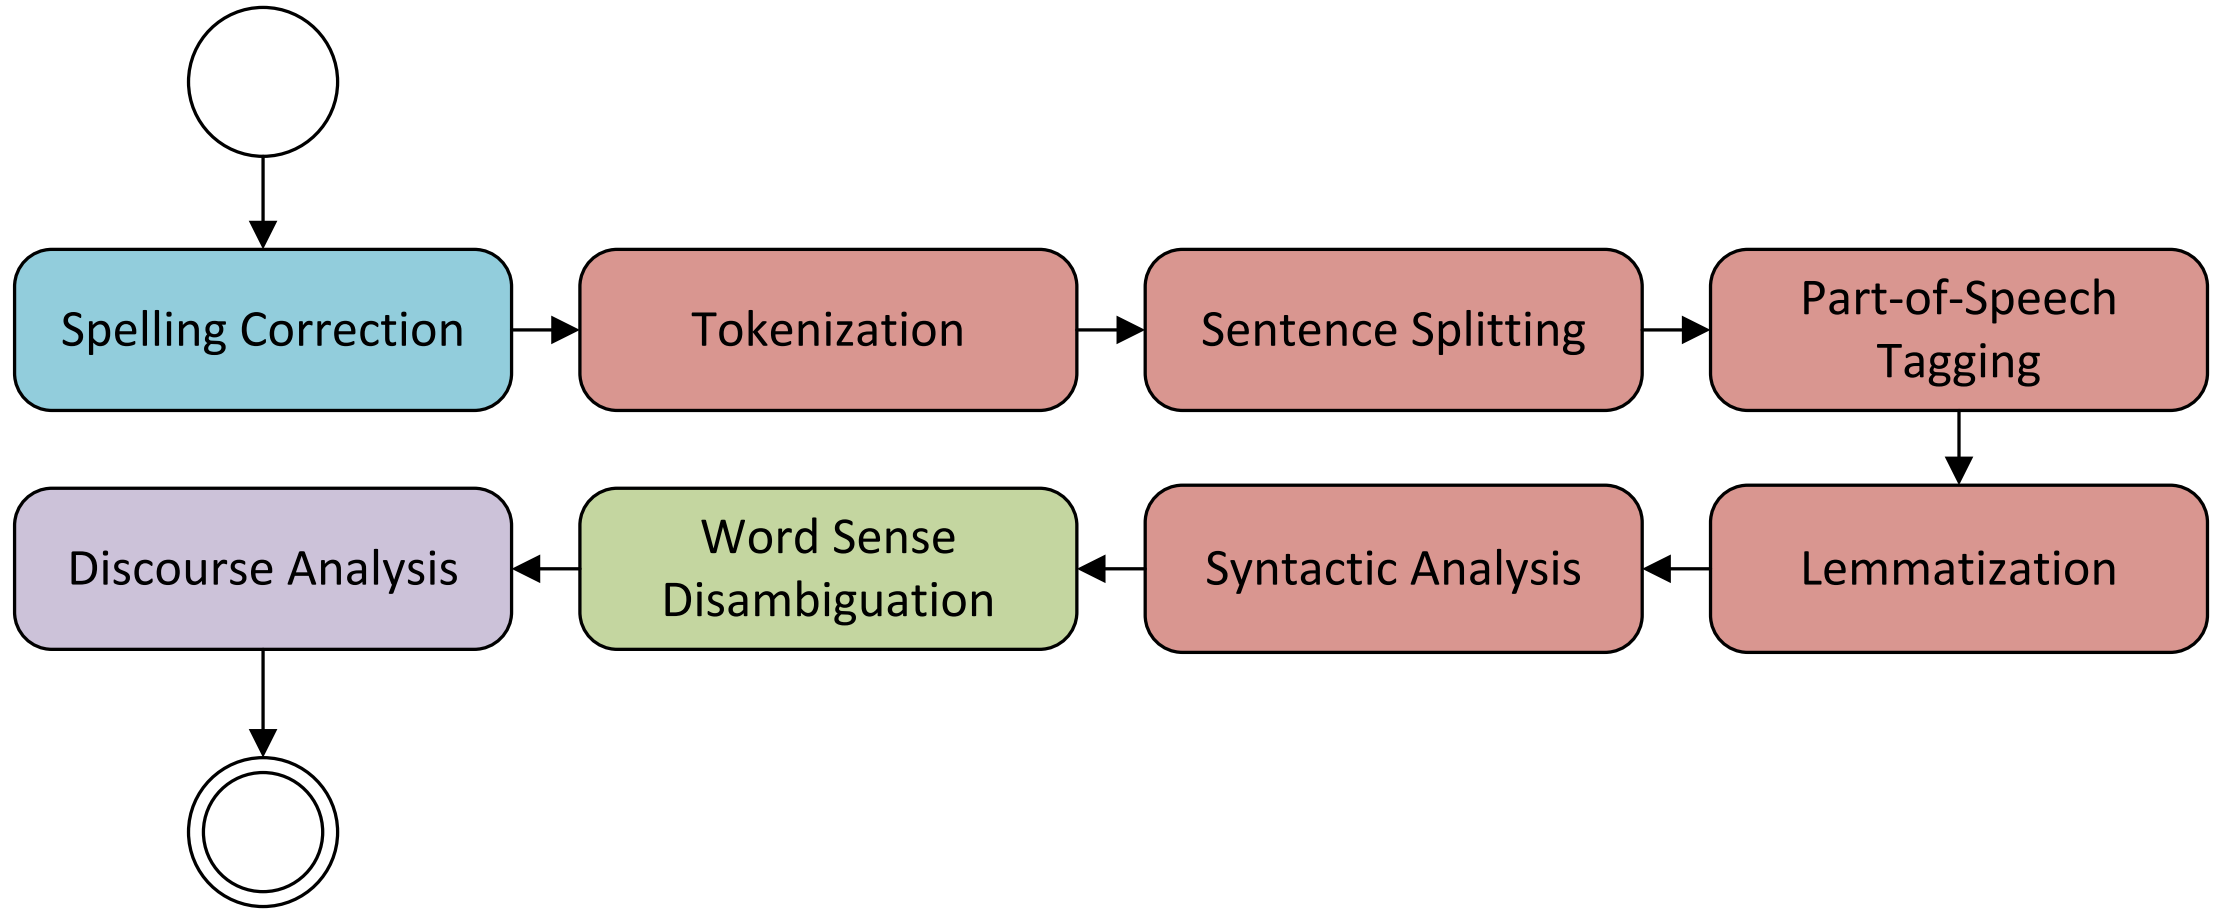 Spelling Correction
Tokenization
Sentence Splitting
Part-of-Speech
Tagging
Discourse Analysis
Word Sense
Disambiguation
Syntactic Analysis
Lemmatization